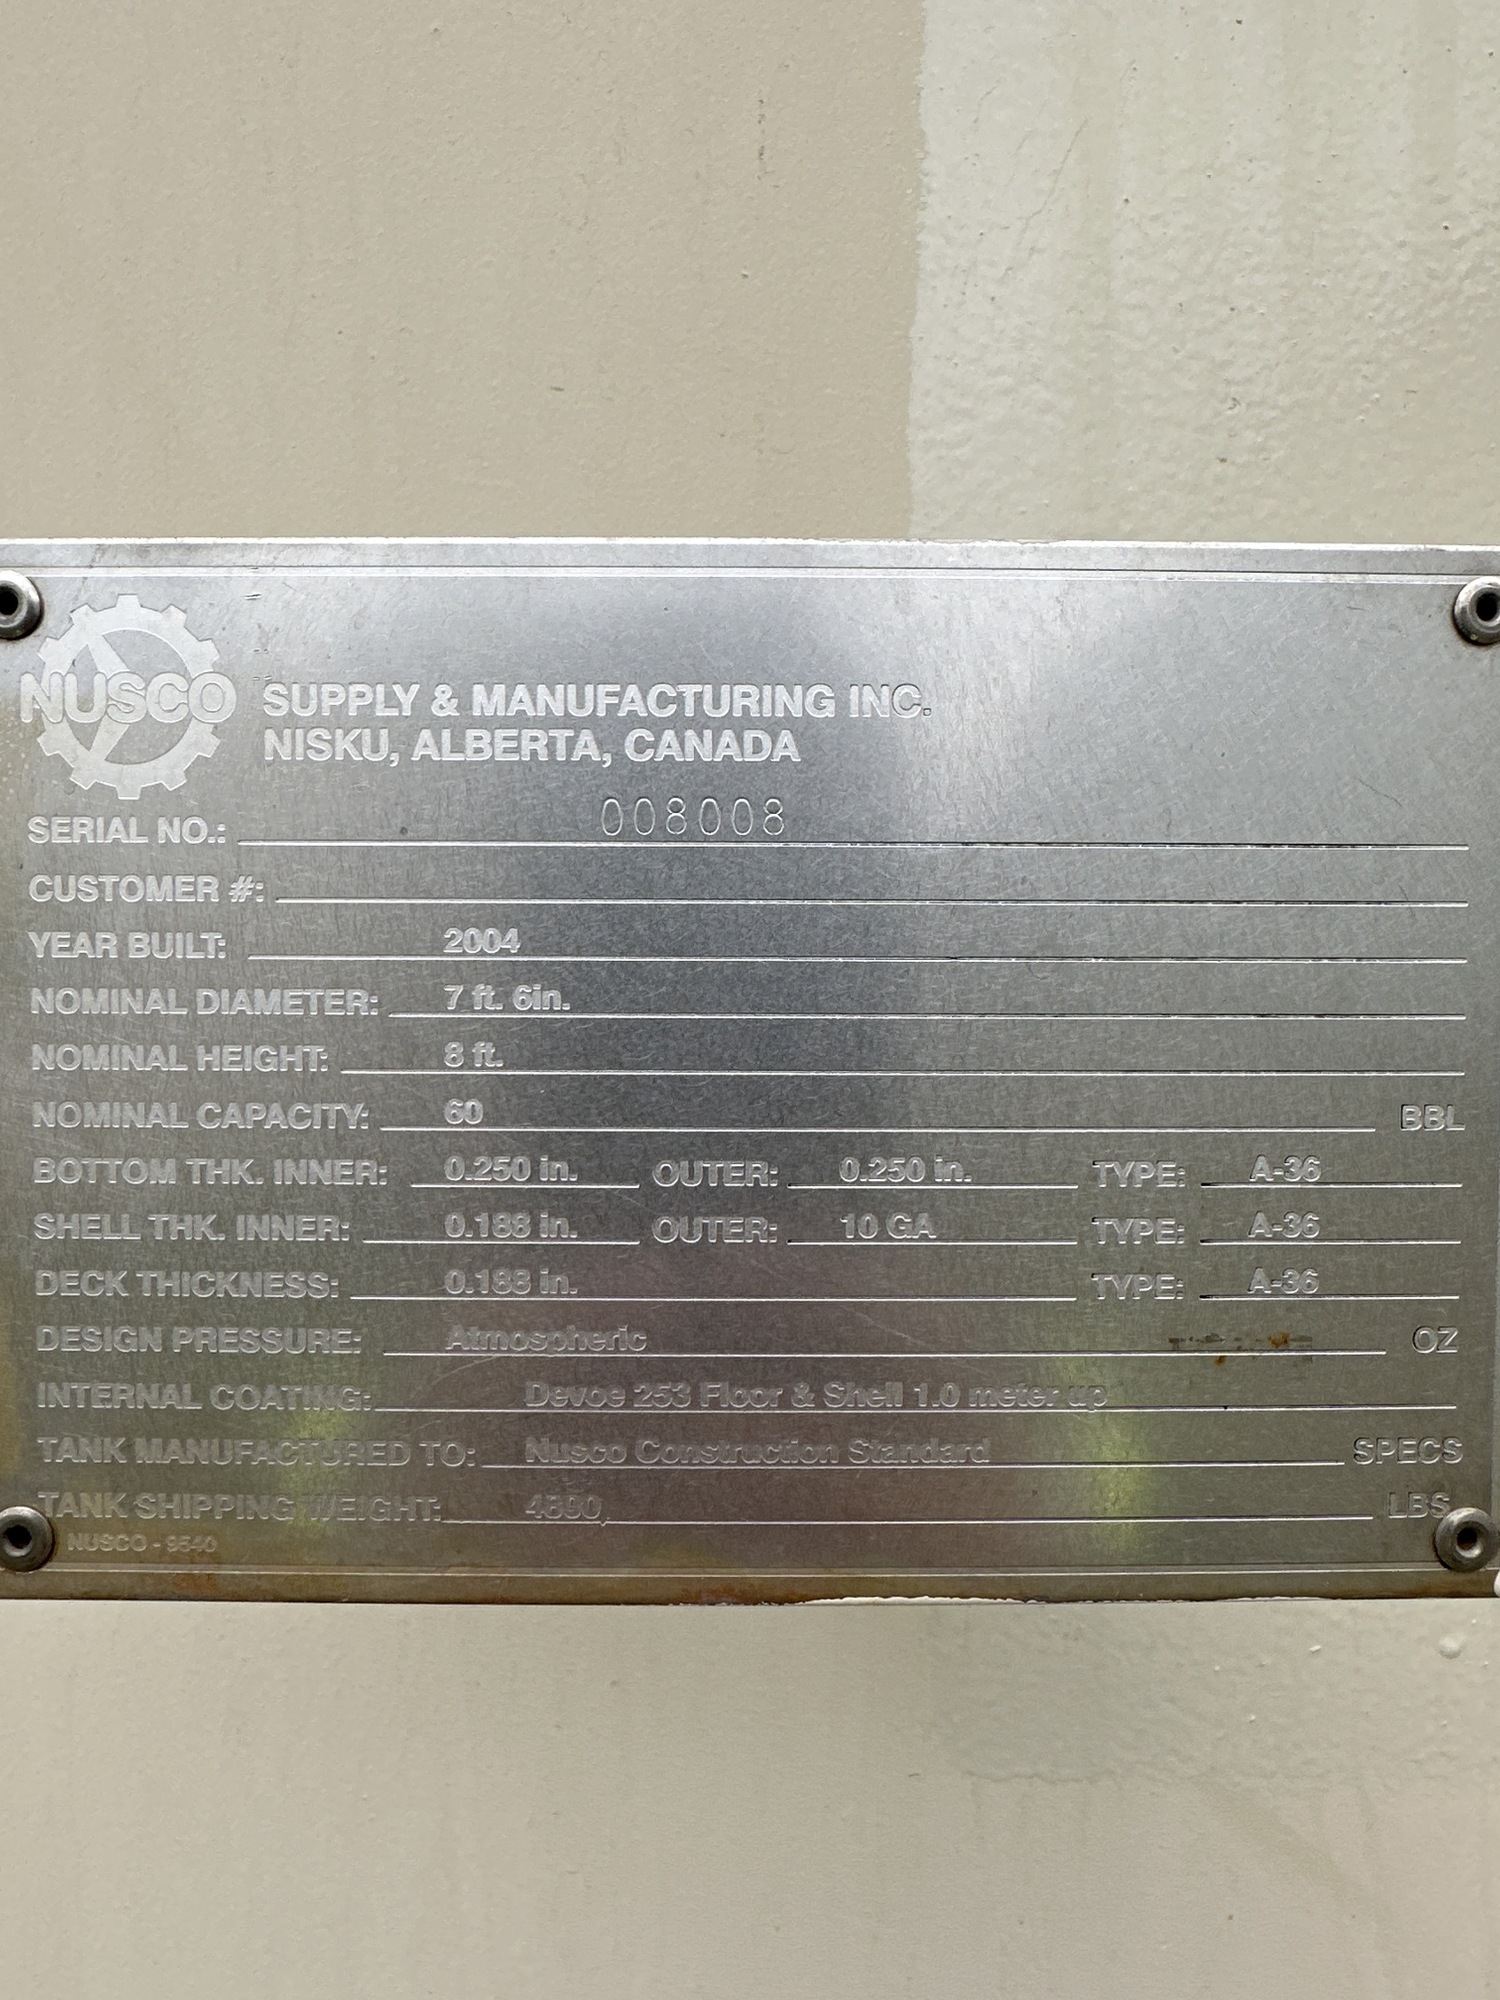 NUSCO SUPPLY & MANUFACTURING INC.
NISKU, ALBERTA, CANADA
SERIAL NO.: 008008
CUSTOMER #:
YEAR BUILT: 2004
NOMINAL DIAMETER: 7 ft. 6in.
NOMINAL HEIGHT: 8 ft.
NOMINAL CAPACITY: 60 BBL
BOTTOM THK. INNER: 0.250 in. OUTER: 0.250 in. TYPE: A-36
SHELL THK. INNER: 0.188 in. OUTER: 10 GA TYPE: A-36
DECK THICKNESS: 0.188 in. TYPE: A-36
DESIGN PRESSURE: Atmospheric OZ
INTERNAL COATING: Devoe 253 Floor & Shell 1.0 meter up
TANK MANUFACTURED TO: Nusco Construction Standard SPECS
TANK SHIPPING WEIGHT: LBS
NUSCO - 9540